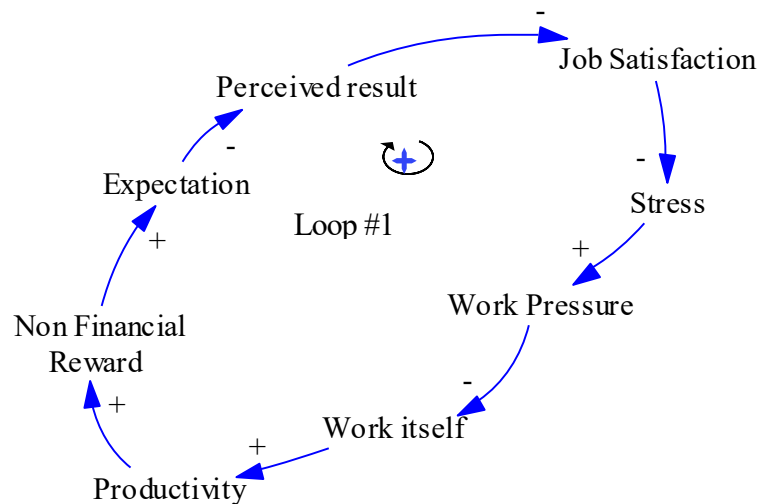 -
Job Satisfaction
Perceived result
-
-
Expectation
Stress
Loop #1
+
+
Work Pressure
Non Financial
Reward
-
+
Work itself
+
Productivity